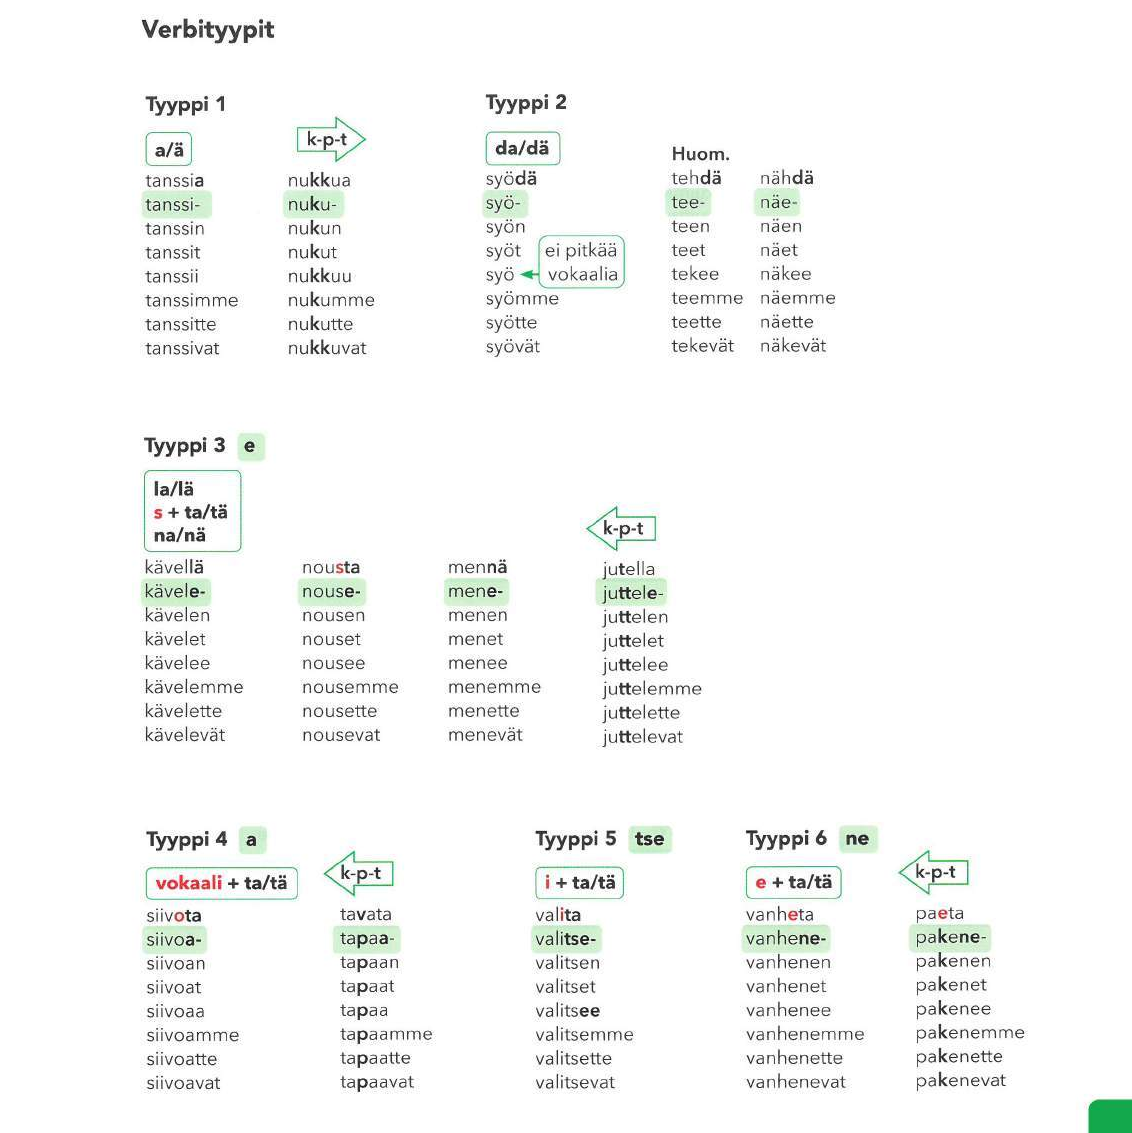 Verbityypit
Tyyppi 1
a/ä
k-p-t
tanssia
tanssi-
tanssin
tanssit
tanssii
tanssimme
tanssitte
tanssivat
nukkua
nuku-
nukun
nukut
nukkuu
nukumme
nukutte
nukkuvat
Tyyppi 2
da/dä
syödä
syö-
syön
syöt
syö
syömme
syötte
syövät
ei pitkää
vokaalia
Huom.
tehdä
tee-
teen
teet
tekee
teemme
teette
tekevät
nähdä
näe-
näen
näet
näkee
näemme
näette
näkevät
Tyyppi 3 e
la/lä
s + ta/tä
na/nä
kävellä
kävele-
kävelen
kävelet
kävelee
kävelemme
kävelette
kävelevät
nousta
nouse-
nousen
nouset
nousee
nousemme
nousette
nousevat
mennä
mene-
menen
menet
menee
menemme
menette
menevät
k-p-t
jutella
juttele-
juttelen
juttelet
juttelee
juttelemme
juttelette
juttelevat
Tyyppi 4 a
vokaali + ta/tä
siivota
siivoa-
siivoan
siivoat
siivoaa
siivoamme
siivoatte
siivoavat
k-p-t
tavata
tapaa-
tapaan
tapaat
tapaa
tapaamme
tapaatte
tapaavat
Tyyppi 5 tse
i + ta/tä
valita
valitse-
valitsen
valitset
valitsee
valitsemme
valitsette
valitsevat
Tyyppi 6 ne
e + ta/tä
vanheta
vanhene-
vanhenen
vanhenet
vanhenee
vanhenemme
vanhenette
vanhenevat
k-p-t
paeta
pakene-
pakenen
pakenet
pakenee
pakenemme
pakenette
pakenevat